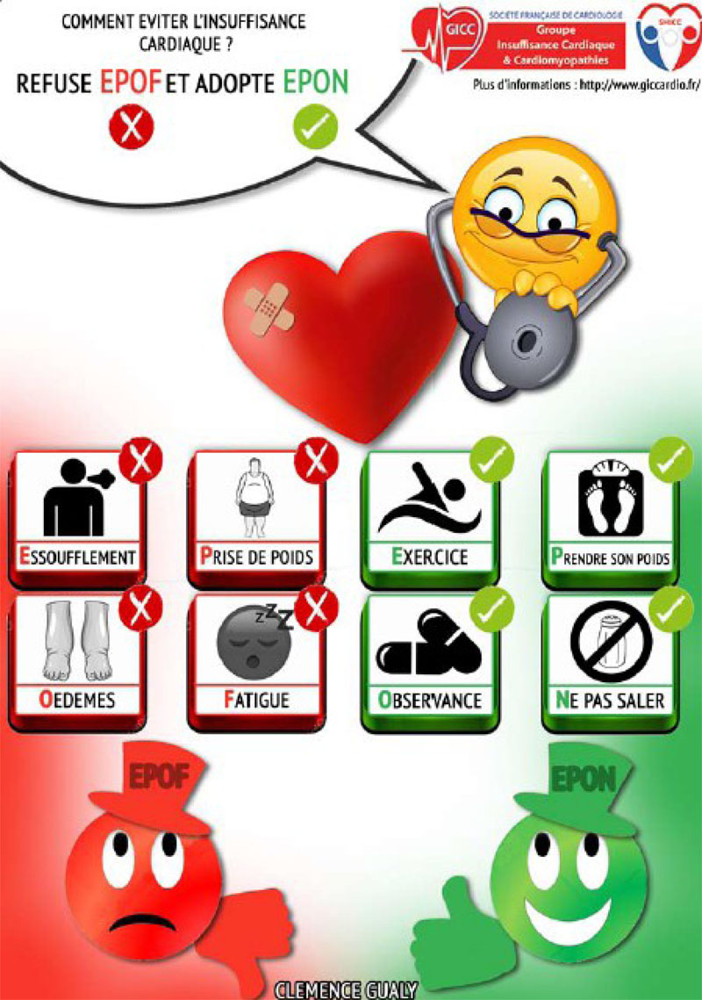 COMMENT EVITER L'INSUFFISANCE
CARDIAQUE ?
REFUSE EPOF ET ADOPTE EPON
GICC
SOCIÉTÉ FRANÇAISE DE CARDIOLOGIE
Groupe
Insuffisance Cardiaque
& Cardiomyopathies
SHICC
Plus d'informations : http://www.giccardio.fr/
ESSOUFFLEMENT
PRISE DE POIDS
EXERCICE
PRENDRE SON POIDS
zzZ
OEDEMES
FATIGUE
OBSERVANCE
NE PAS SALER
EPOF
EPON
CLEMENCE GUALY